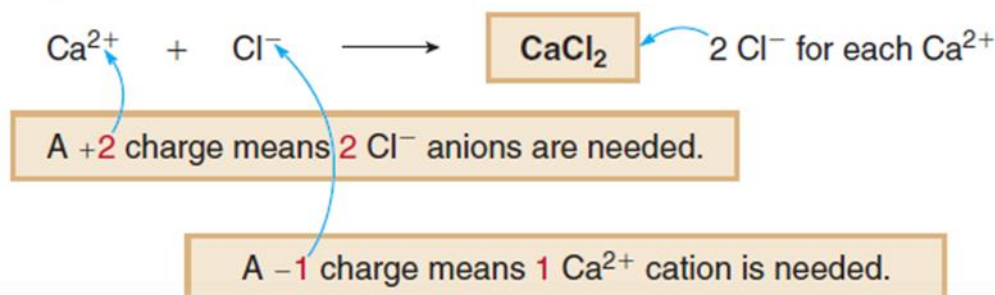 Ca²⁺ + Cl⁻ ⟶ CaCl₂ 2 Cl⁻ for each Ca²⁺
A +2 charge means 2 Cl⁻ anions are needed.
A −1 charge means 1 Ca²⁺ cation is needed.